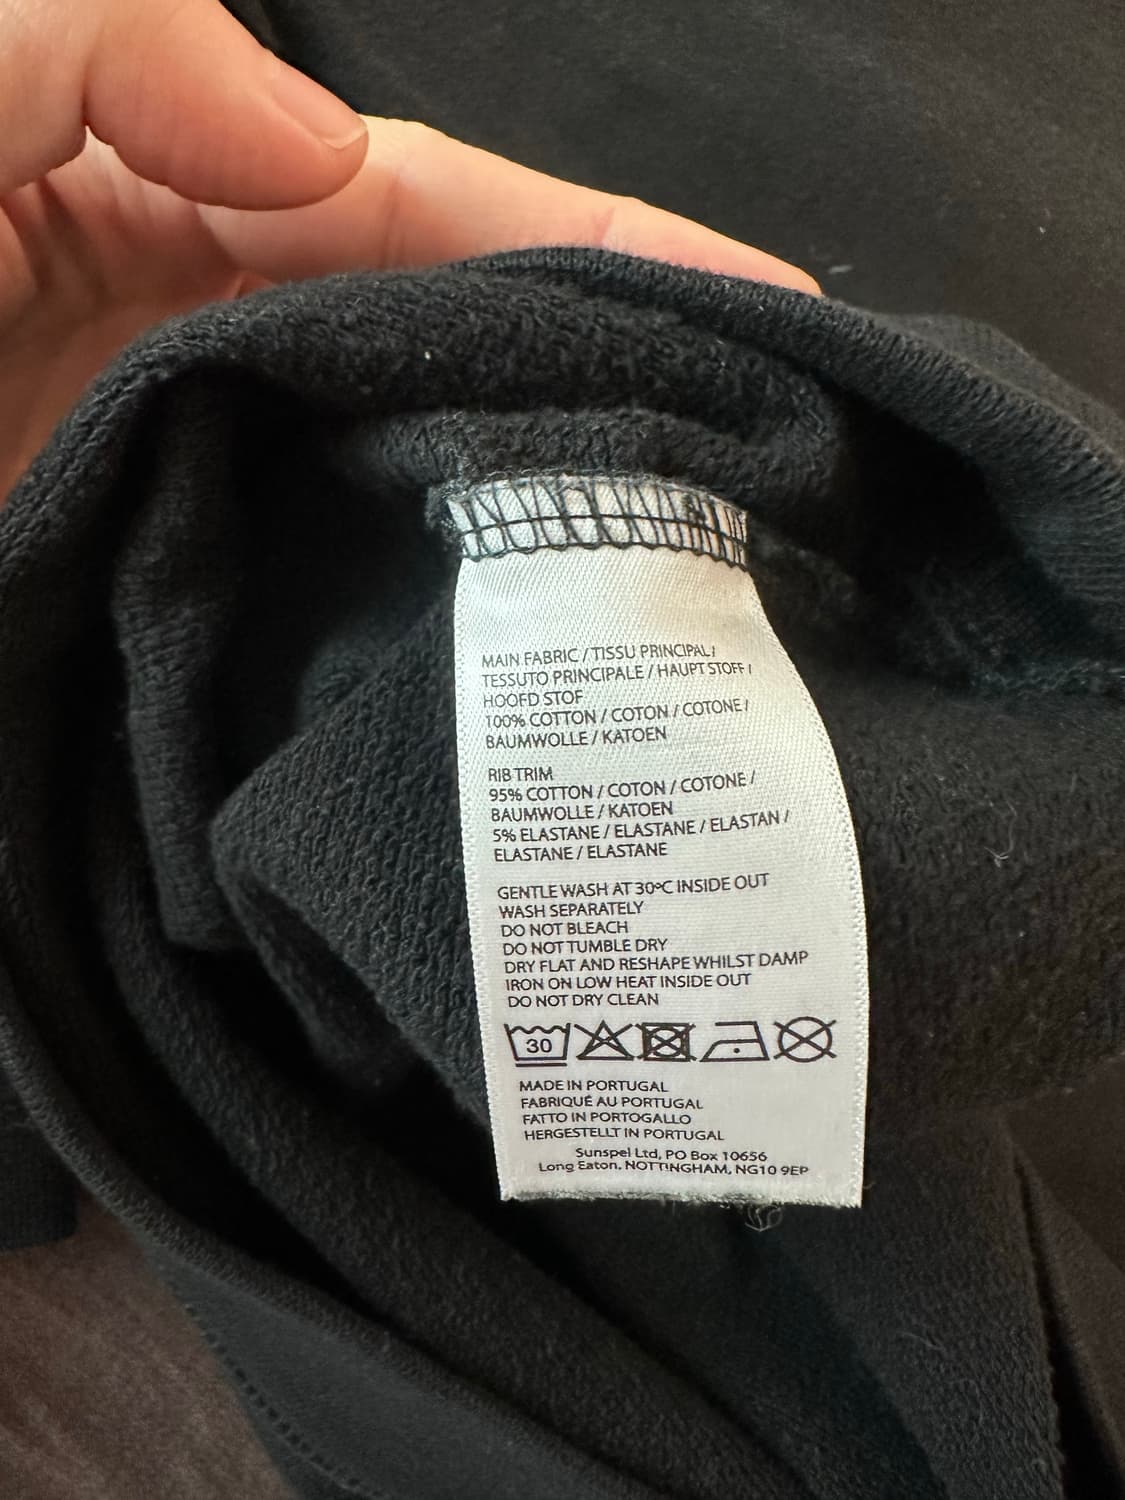 MAIN FABRIC / TISSU PRINCIPAL /
TESSUTO PRINCIPALE / HAUPT STOFF /
HOOFD STOF
100% COTTON / COTON / COTONE /
BAUMWOLLE / KATOEN
RIB TRIM
95% COTTON / COTON / COTONE /
BAUMWOLLE / KATOEN
5% ELASTANE / ELASTANE / ELASTAN /
ELASTANE / ELASTANE
GENTLE WASH AT 30°C INSIDE OUT
WASH SEPARATELY
DO NOT BLEACH
DO NOT TUMBLE DRY
DRY FLAT AND RESHAPE WHILST DAMP
IRON ON LOW HEAT INSIDE OUT
DO NOT DRY CLEAN
30
MADE IN PORTUGAL
FABRIQUÉ AU PORTUGAL
FATTO IN PORTOGALLO
HERGESTELLT IN PORTUGAL
Sunspel Ltd, PO Box 10656
Long Eaton, NOTTINGHAM, NG10 9EP